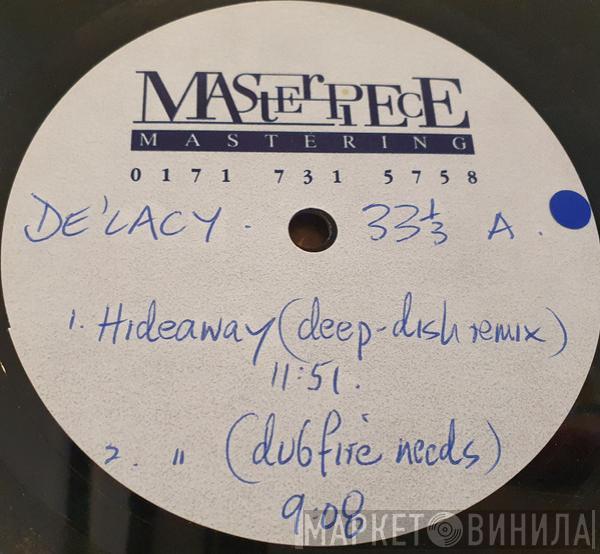 MASTERPIECE
MASTERING
0171 731 5758
DE'LACY. 33⅓ A.
1. Hideaway (deep-dish remix)
11:51.
2. " (dubfire needs)
9:08
МАРКЕТ ВИНИЛА